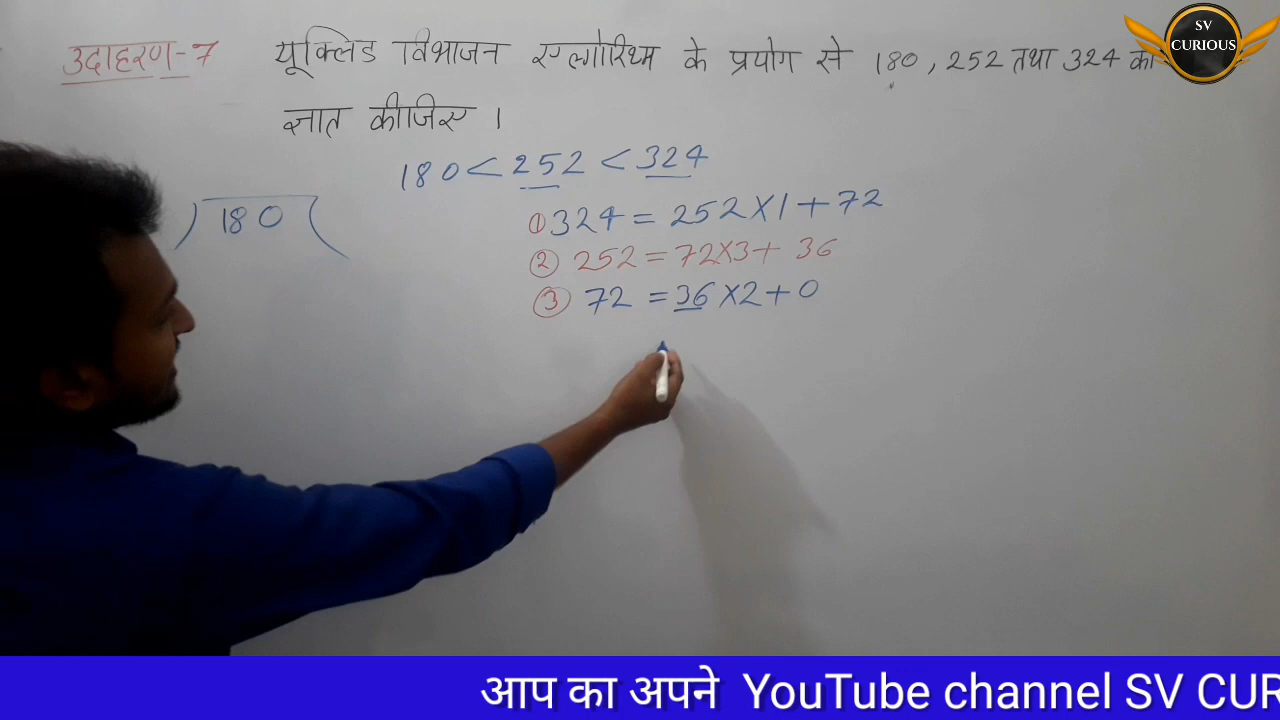 उदाहरण-7 यूक्लिड विभाजन एल्गोरिथ्म के प्रयोग से 180, 252 तथा 324 का
SV CURIOUS
ज्ञात कीजिए ।
180 < 252 < 324
180
① 324 = 252 × 1 + 72
② 252 = 72 × 3 + 36
③ 72 = 36 × 2 + 0
आप का अपने YouTube channel SV CUR